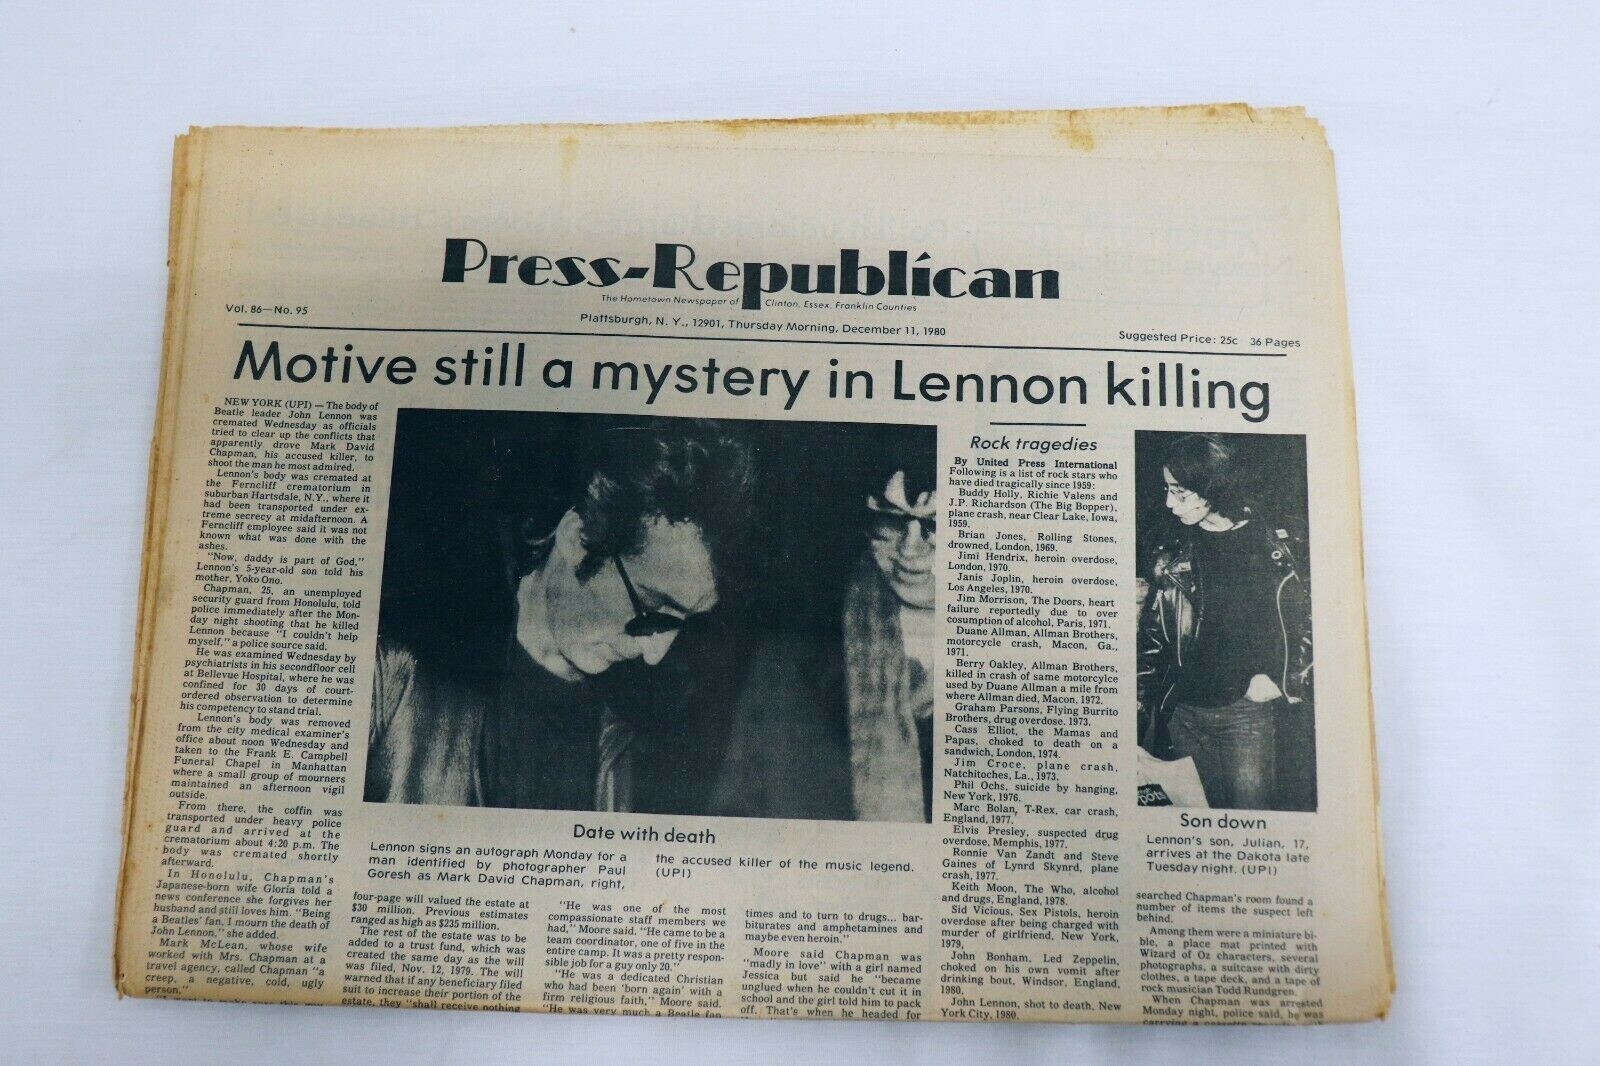 Press-Republican
The Hometown Newspaper of Clinton, Essex, Franklin Counties
Vol. 86—No. 95
Plattsburgh, N. Y., 12901, Thursday Morning, December 11, 1980
Suggested Price: 25c 36 Pages
Motive still a mystery in Lennon killing
NEW YORK (UPI) — The body of
Beatle leader John Lennon was
cremated Wednesday as officials
tried to clear up the conflicts that
apparently drove Mark David
Chapman, his accused killer, to
shoot the man he most admired.
Lennon's body was cremated at
the Ferncliff crematorium in
suburban Hartsdale, N.Y., where it
had been transported under ex-
treme secrecy at midafternoon. A
Ferncliff employee said it was not
known what was done with the
ashes.
"Now, daddy is part of God,"
Lennon's 5-year-old son told his
mother, Yoko Ono.
Chapman, 25, an unemployed
security guard from Honolulu, told
police immediately after the Mon-
day night shooting that he killed
Lennon because "I couldn't help
myself," a police source said.
He was examined Wednesday by
psychiatrists in his secondfloor cell
at Bellevue Hospital, where he was
confined for 30 days of court-
ordered observation to determine
his competency to stand trial.
Lennon's body was removed
from the city medical examiner's
office about noon Wednesday and
taken to the Frank E. Campbell
Funeral Chapel in Manhattan
where a small group of mourners
maintained an afternoon vigil
outside.
From there, the coffin was
transported under heavy police
guard and arrived at the
crematorium about 4:20 p.m. The
body was cremated shortly
afterward.
In Honolulu, Chapman's
Japanese-born wife Gloria told a
news conference she forgives her
husband and still loves him. "Being
a Beatles' fan, I mourn the death of
John Lennon," she added.
Mark McLean, whose wife
worked with Mrs. Chapman at a
travel agency, called Chapman "a
creep, a negative, cold, ugly
person."
Date with death
Lennon signs an autograph Monday for a
man identified by photographer Paul
Goresh as Mark David Chapman, right,
the accused killer of the music legend.
(UPI)
four-page will valued the estate at
$30 million. Previous estimates
ranged as high as $235 million.
The rest of the estate was to be
added to a trust fund, which was
created the same day as the will
was filed, Nov. 12, 1979. The will
warned that if any beneficiary filed
suit to increase their portion of the
estate, they "shall receive nothing
"He was one of the most
compassionate staff members we
had," Moore said. "He came to be a
team coordinator, one of five in the
entire camp. It was a pretty respon-
sible job for a guy only 20."
"He was a dedicated Christian
who had been 'born again' with a
firm religious faith," Moore said.
"He was very much a Beatle fan
times and to turn to drugs... bar-
biturates and amphetamines and
maybe even heroin."
Moore said Chapman was
"madly in love" with a girl named
Jessica but said he "became
unglued when he couldn't cut it in
school and the girl told him to pack
off. That's when he headed for
Rock tragedies
By United Press International
Following is a list of rock stars who
have died tragically since 1959:
Buddy Holly, Richie Valens and
J.P. Richardson (The Big Bopper),
plane crash, near Clear Lake, Iowa,
1959.
Brian Jones, Rolling Stones,
drowned, London, 1969.
Jimi Hendrix, heroin overdose,
London, 1970.
Janis Joplin, heroin overdose,
Los Angeles, 1970.
Jim Morrison, The Doors, heart
failure reportedly due to over
cosumption of alcohol, Paris, 1971.
Duane Allman, Allman Brothers,
motorcycle crash, Macon, Ga.,
1971.
Berry Oakley, Allman Brothers,
killed in crash of same motorcylce
used by Duane Allman a mile from
where Allman died, Macon, 1972.
Graham Parsons, Flying Burrito
Brothers, drug overdose. 1973.
Cass Elliot, the Mamas and
Papas, choked to death on a
sandwich, London, 1974.
Jim Croce, plane crash,
Natchitoches, La., 1973.
Phil Ochs, suicide by hanging,
New York, 1976.
Marc Bolan, T-Rex, car crash,
England, 1977.
Elvis Presley, suspected drug
overdose, Memphis, 1977.
Ronnie Van Zandt and Steve
Gaines of Lynrd Skynrd, plane
crash, 1977.
Keith Moon, The Who, alcohol
and drugs, England, 1978.
Sid Vicious, Sex Pistols, heroin
overdose after being charged with
murder of girlfriend, New York,
1979,
John Bonham, Led Zeppelin,
choked on his own vomit after
drinking bout, Windsor, England,
1980.
John Lennon, shot to death, New
York City, 1980.
Son down
Lennon's son, Julian, 17,
arrives at the Dakota late
Tuesday night. (UPI)
searched Chapman's room found a
number of items the suspect left
behind.
Among them were a miniature bi-
ble, a place mat printed with
Wizard of Oz characters, several
photographs, a suitcase with dirty
clothes, a tape deck, and a tape of
rock musician Todd Rundgren.
When Chapman was arrested
Monday night, police said, he was